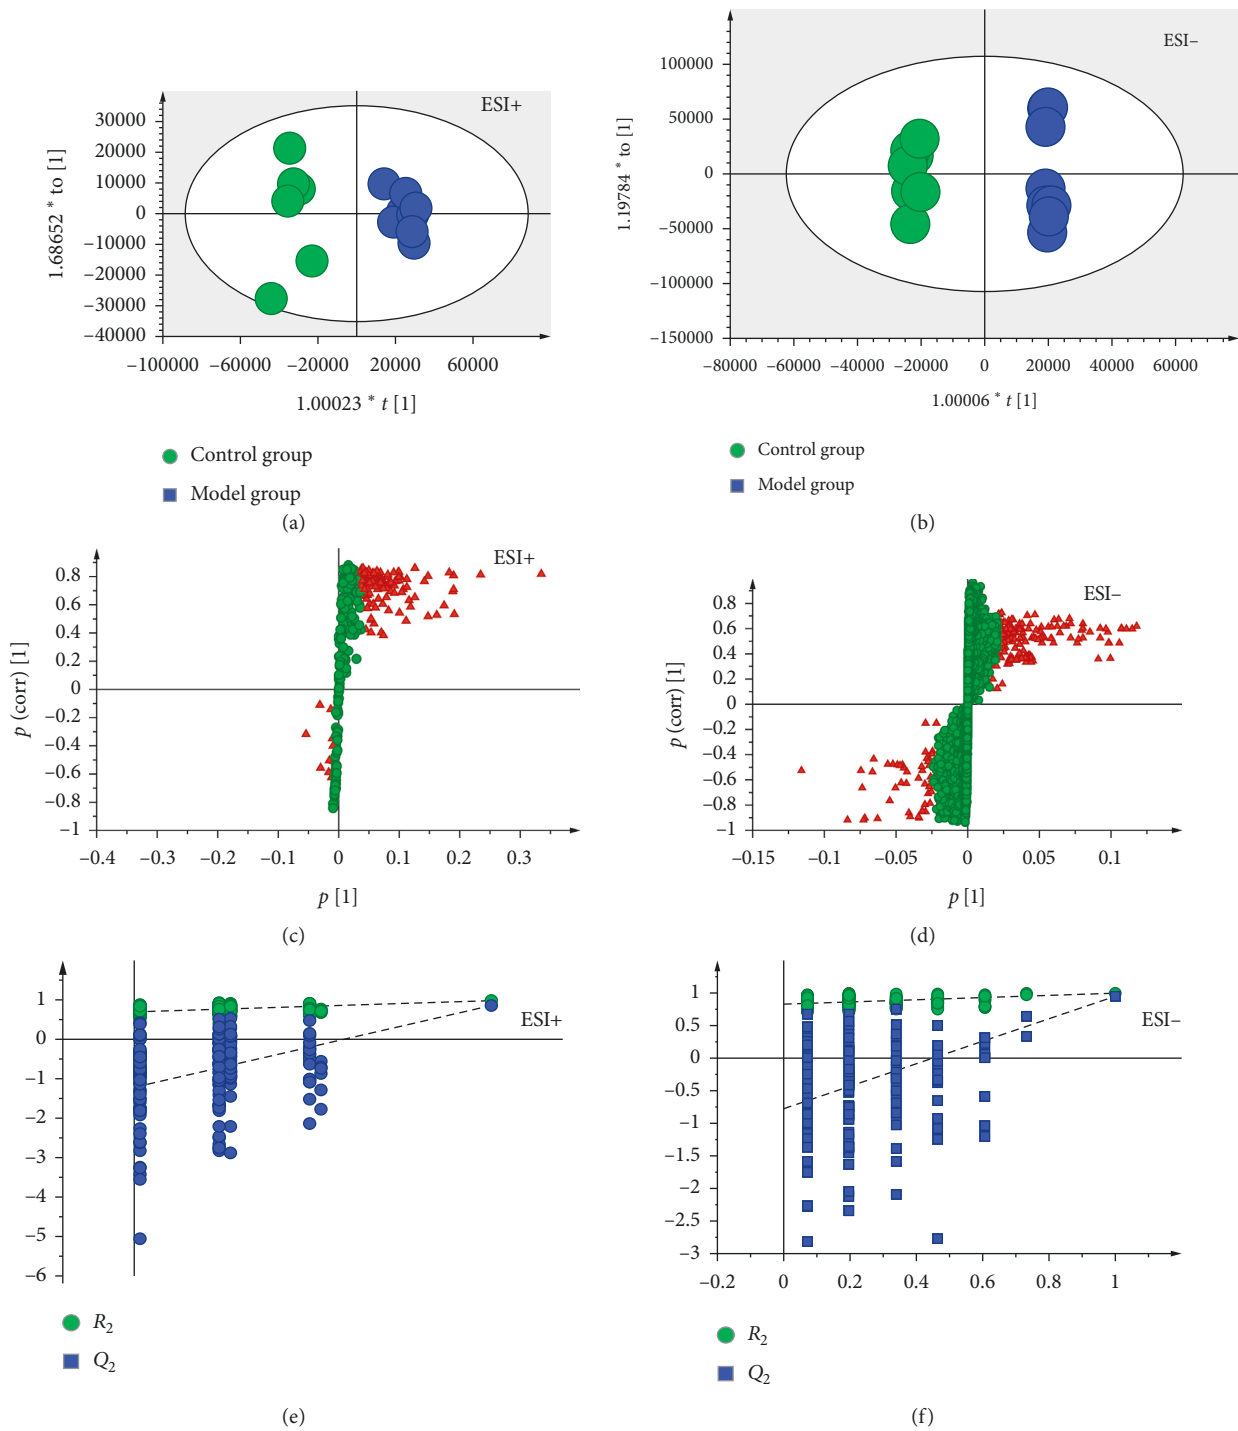 ESI+
30000
20000
10000
0
−10000
−20000
−30000
−40000
1.68652 * to [1]
−100000 −60000 −20000 20000 60000
1.00023 * t [1]
Control group
Model group
(a)
ESI−
100000
50000
0
−50000
−100000
−150000
1.19784 * to [1]
−80000 −60000 −40000 −20000 0 20000 40000 60000
1.00006 * t [1]
Control group
Model group
(b)
ESI+
0.8
0.6
0.4
0.2
0
−0.2
−0.4
−0.6
−0.8
−1
p (corr) [1]
−0.4 −0.3 −0.2 −0.1 0 0.1 0.2 0.3
p [1]
(c)
ESI−
0.8
0.6
0.4
0.2
0
−0.2
−0.4
−0.6
−0.8
−1
p (corr) [1]
−0.15 −0.1 −0.05 0 0.05 0.1
p [1]
(d)
1
0
−1
−2
−3
−4
−5
−6
ESI+
R2
Q2
(e)
1
0.5
0
−0.5
−1
−1.5
−2
−2.5
−3
ESI−
−0.2 0 0.2 0.4 0.6 0.8 1
R2
Q2
(f)